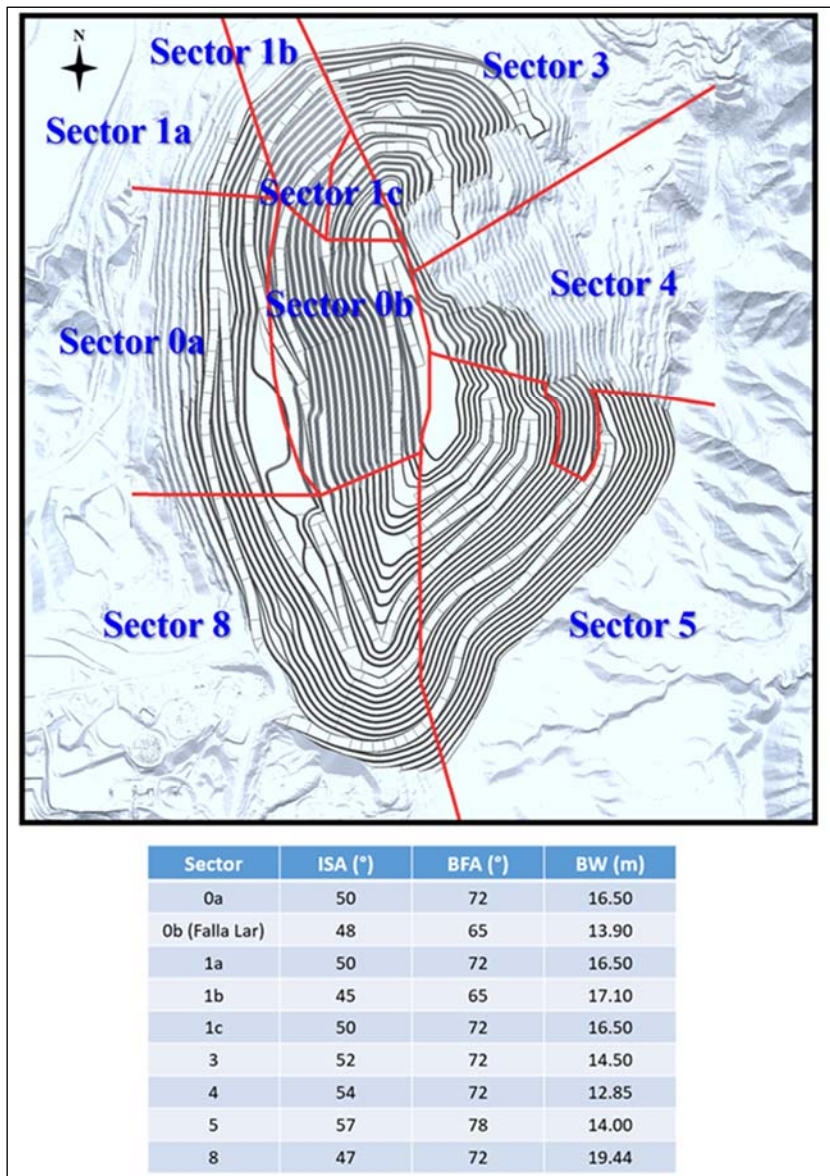 N
Sector 1b
Sector 3
Sector 1a
Sector 1c
Sector 0b
Sector 4
Sector 0a
Sector 8
Sector 5
Sector ISA (°) BFA (°) BW (m)
0a 50 72 16.50
0b (Falla Lar) 48 65 13.90
1a 50 72 16.50
1b 45 65 17.10
1c 50 72 16.50
3 52 72 14.50
4 54 72 12.85
5 57 78 14.00
8 47 72 19.44